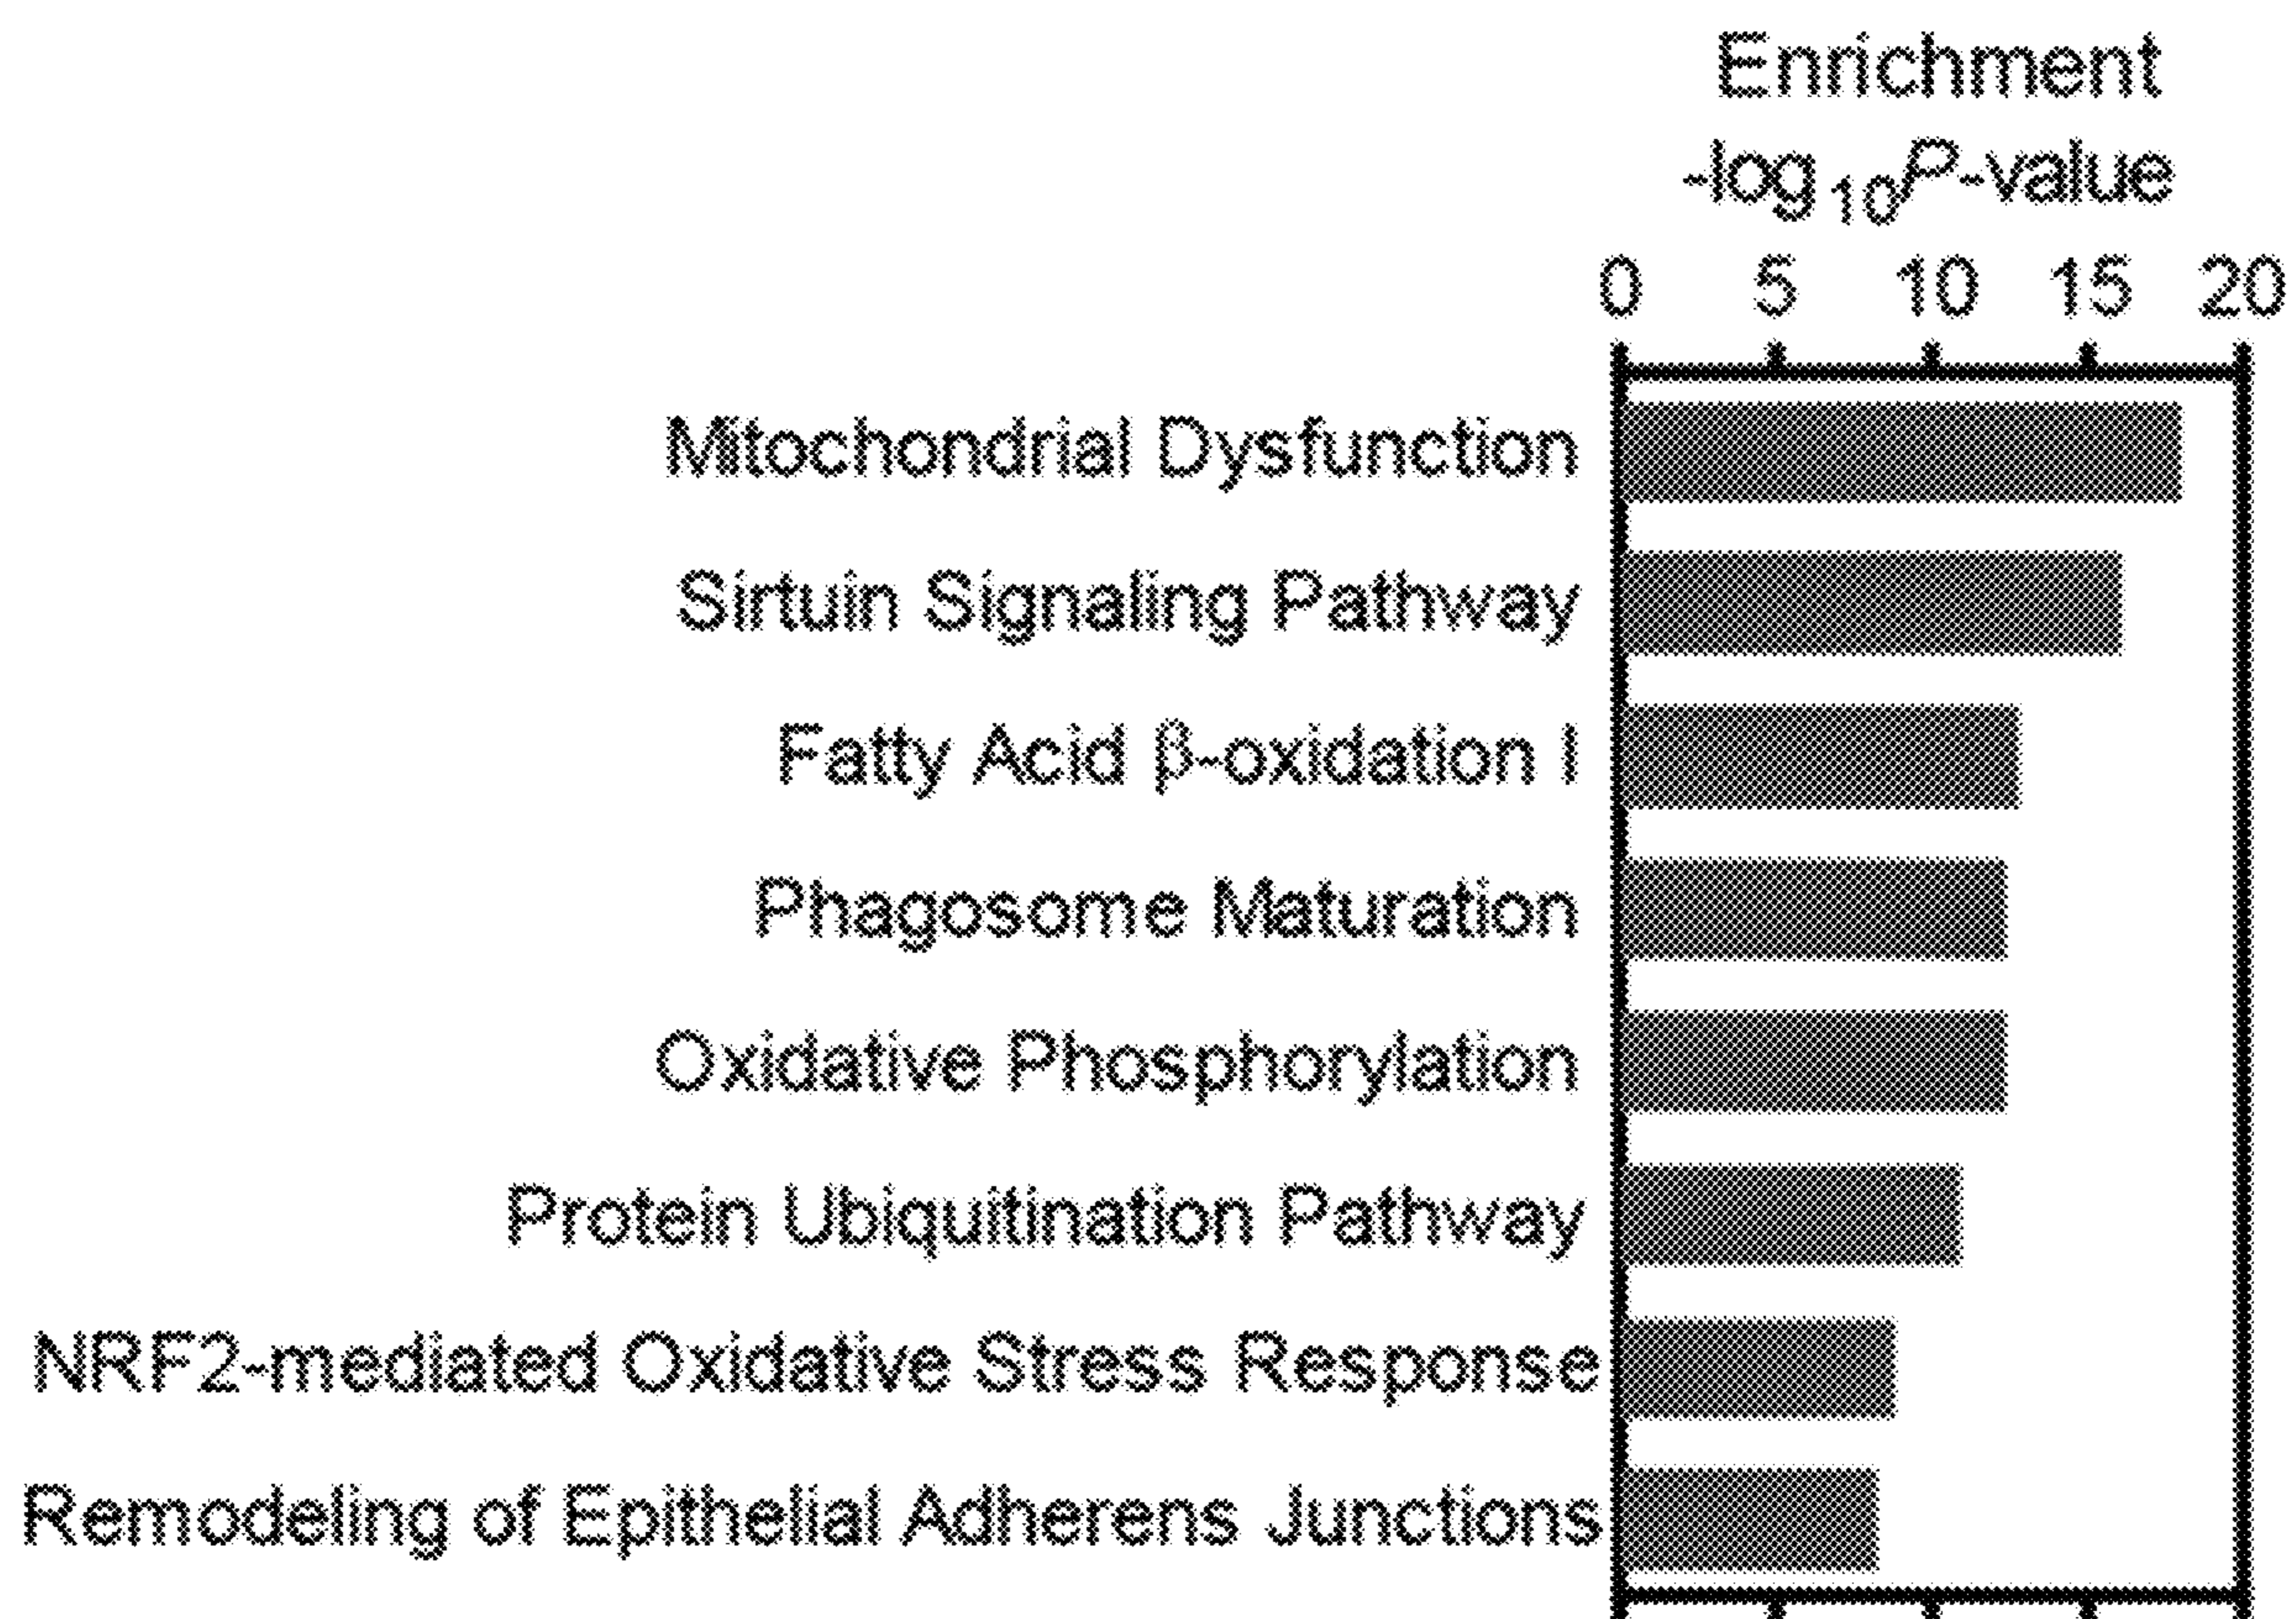 Enrichment
-log10P-value
0 5 10 15 20
Mitochondrial Dysfunction
Sirtuin Signaling Pathway
Fatty Acid β-oxidation I
Phagosome Maturation
Oxidative Phosphorylation
Protein Ubiquitination Pathway
NRF2-mediated Oxidative Stress Response
Remodeling of Epithelial Adherens Junctions